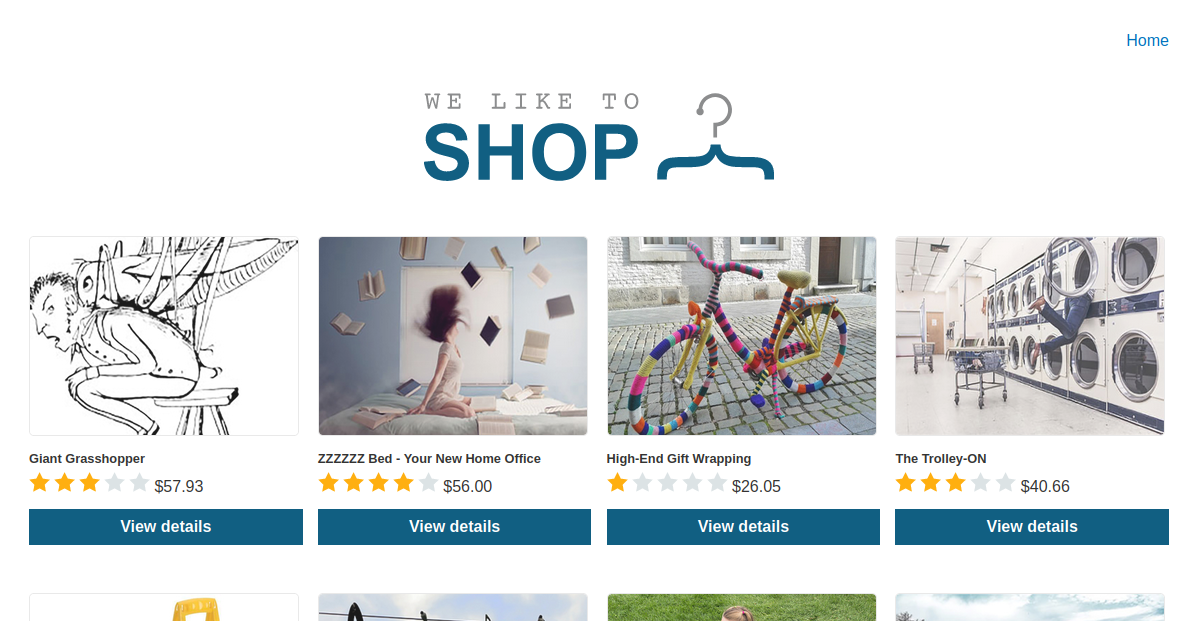 Home
WE LIKE TO
SHOP
Giant Grasshopper
$57.93
View details
ZZZZZZ Bed - Your New Home Office
$56.00
View details
High-End Gift Wrapping
$26.05
View details
The Trolley-ON
$40.66
View details